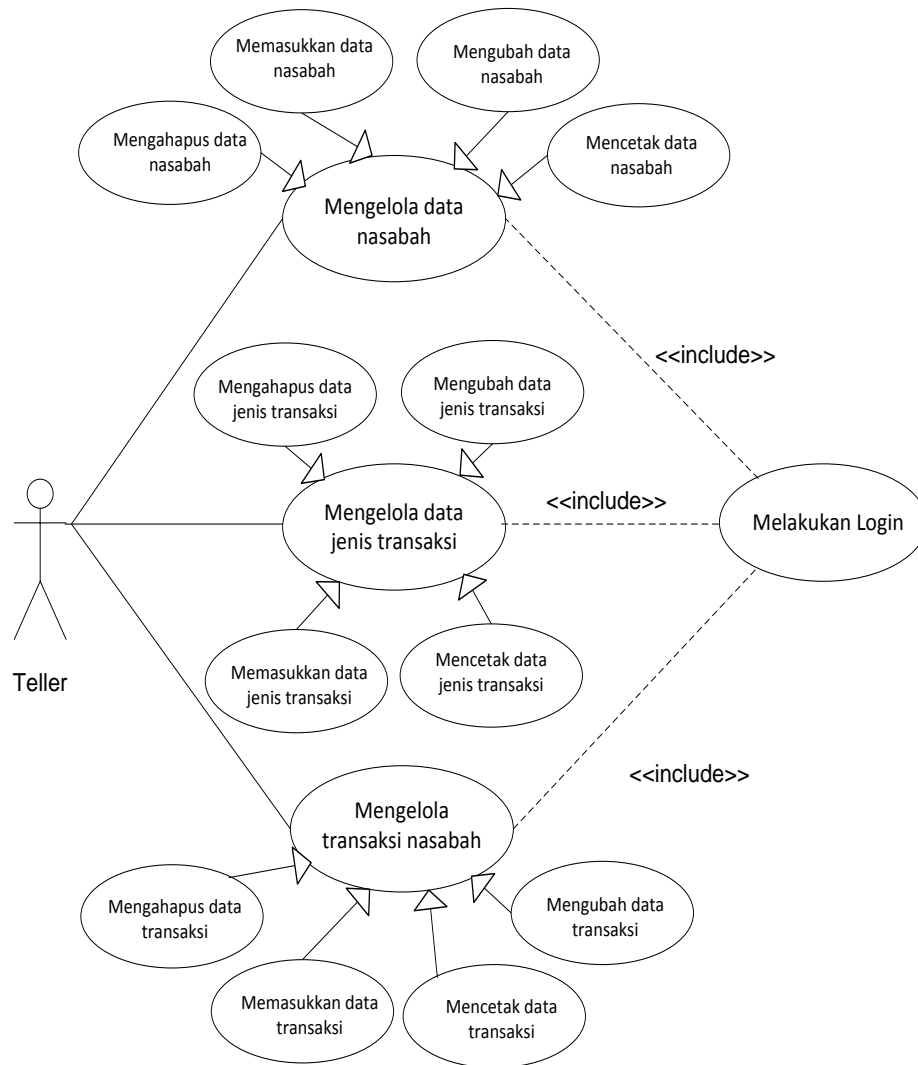 Memasukkan data
nasabah
Mengubah data
nasabah
Mengahapus data
nasabah
Mencetak data
nasabah
Mengelola data
nasabah
<<include>>
Mengahapus data
jenis transaksi
Mengubah data
jenis transaksi
<<include>>
Mengelola data
jenis transaksi
Melakukan Login
Memasukkan data
jenis transaksi
Mencetak data
jenis transaksi
Teller
<<include>>
Mengelola
transaksi nasabah
Mengahapus data
transaksi
Mengubah data
transaksi
Memasukkan data
transaksi
Mencetak data
transaksi